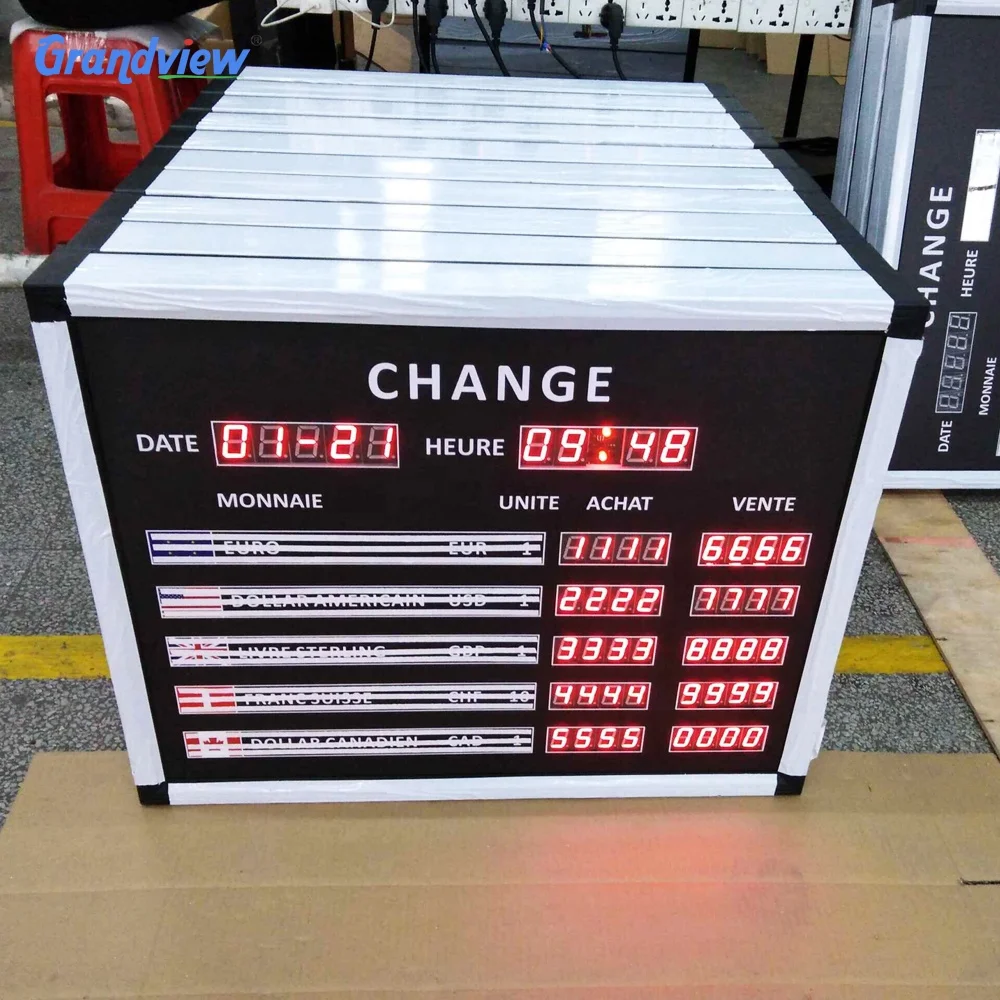 Grandview®
CHANGE
DATE 01-21 HEURE 09:48
MONNAIE UNITE ACHAT VENTE
EURO EUR 1 1111 6666
DOLLAR AMERICAIN USD 1 2222 7777
LIVRE STERLING GBP 1 3333 8888
FRANC SUISSE CHF 10 4444 9999
DOLLAR CANADIEN CAD 1 5555 0000
CHANGE
DATE HEURE
MONNAIE